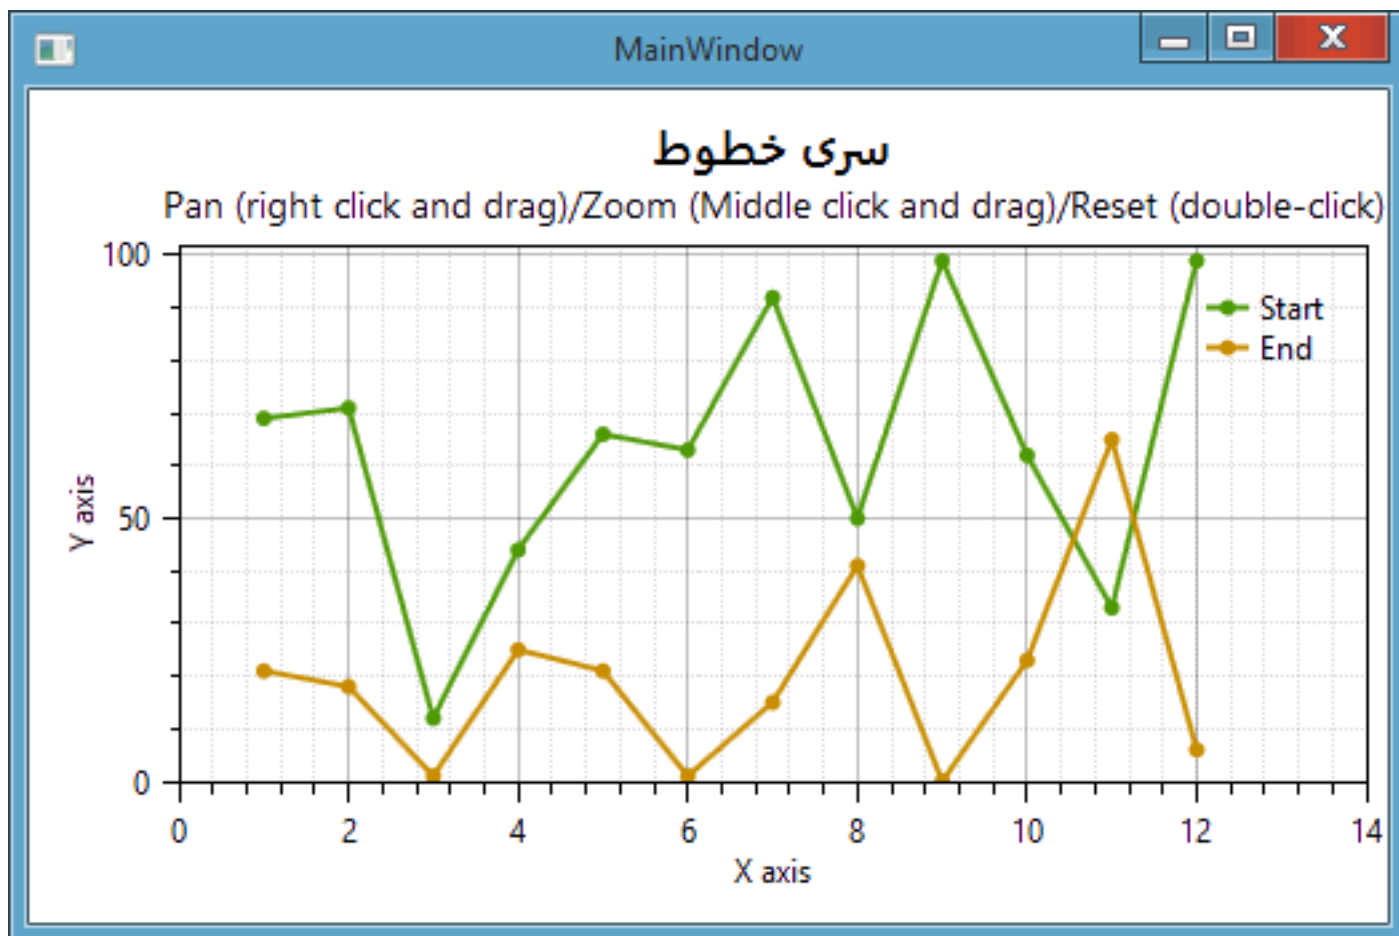 MainWindow
سری خطوط
Pan (right click and drag)/Zoom (Middle click and drag)/Reset (double-click)
100
50
0
Y axis
Start
End
0 2 4 6 8 10 12 14
X axis